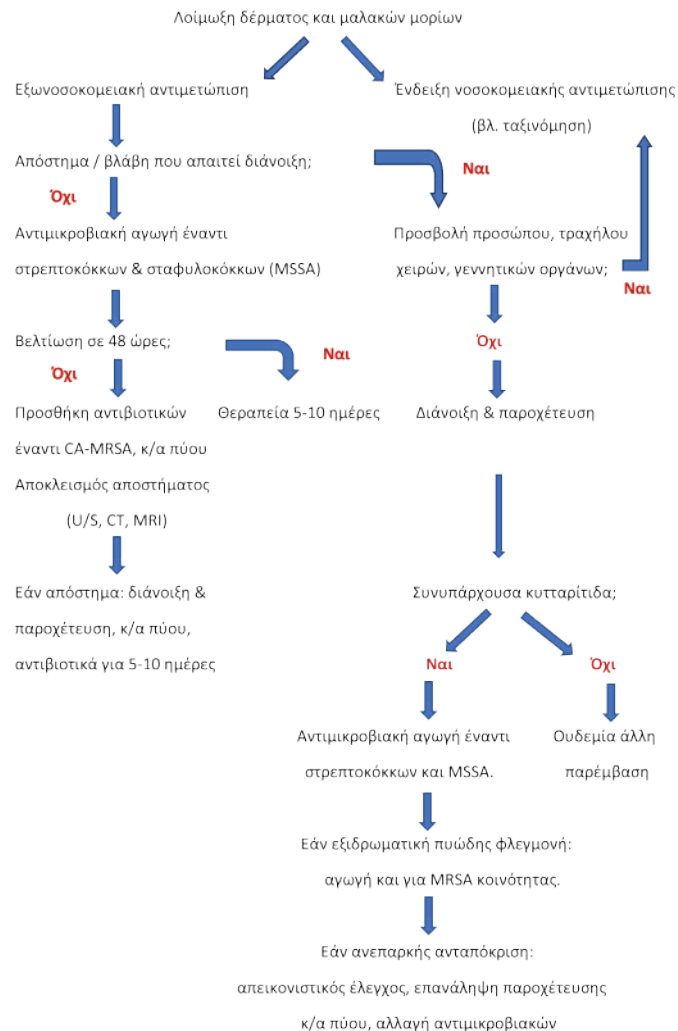 Λοίμωξη δέρματος και μαλακών μορίων
Εξωνοσοκομειακή αντιμετώπιση
Ένδειξη νοσοκομειακής αντιμετώπισης
(βλ. ταξινόμηση)
Απόστημα / βλάβη που απαιτεί διάνοιξη;
Ναι
Όχι
Αντιμικροβιακή αγωγή έναντι
στρεπτοκόκκων & σταφυλοκόκκων (MSSA)
Προσβολή προσώπου, τραχήλου
χειρών, γεννητικών οργάνων;
Ναι
Βελτίωση σε 48 ώρες;
Ναι
Όχι
Όχι
Προσθήκη αντιβιοτικών
έναντι CA-MRSA, κ/α πύου
Αποκλεισμός αποστήματος
(U/S, CT, MRI)
Θεραπεία 5-10 ημέρες
Διάνοιξη & παροχέτευση
Εάν απόστημα: διάνοιξη &
παροχέτευση, κ/α πύου,
αντιβιοτικά για 5-10 ημέρες
Συνυπάρχουσα κυτταρίτιδα;
Ναι
Όχι
Αντιμικροβιακή αγωγή έναντι
στρεπτοκόκκων και MSSA.
Ουδεμία άλλη
παρέμβαση
Εάν εξιδρωματική πυώδης φλεγμονή:
αγωγή και για MRSA κοινότητας.
Εάν ανεπαρκής ανταπόκριση:
απεικονιστικός έλεγχος, επανάληψη παροχέτευσης
κ/α πύου, αλλαγή αντιμικροβιακών